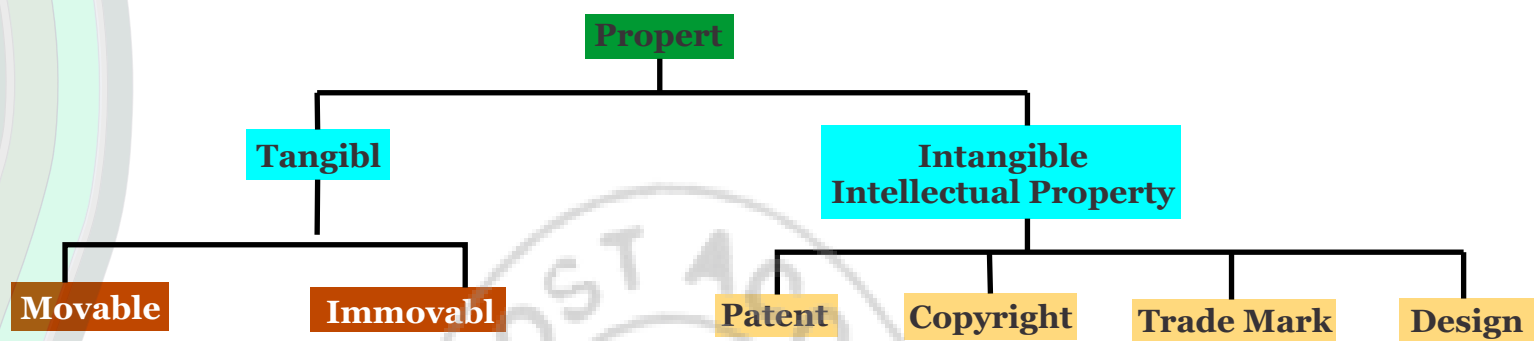 Propert
Tangibl
Intangible
Intellectual Property
Movable
Immovabl
Patent
Copyright
Trade Mark
Design